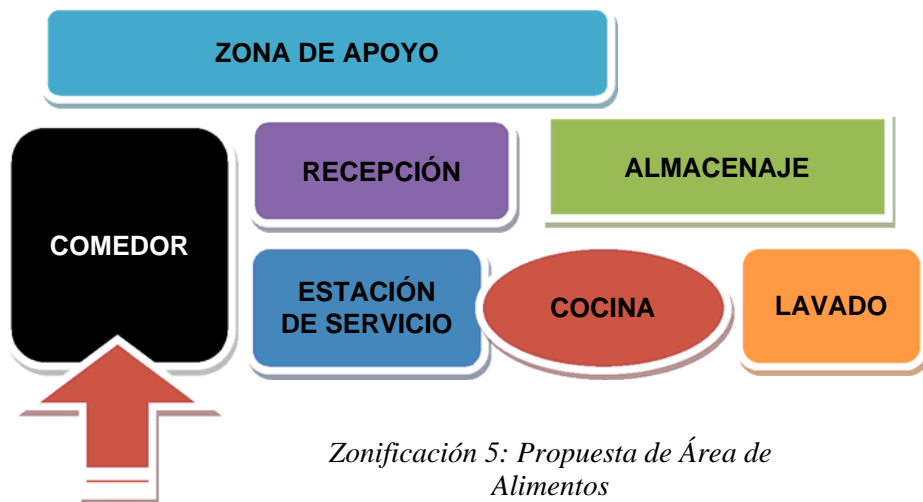 ZONA DE APOYO
RECEPCIÓN
ALMACENAJE
COMEDOR
ESTACIÓN
DE SERVICIO
COCINA
LAVADO
Zonificación 5: Propuesta de Área de
Alimentos